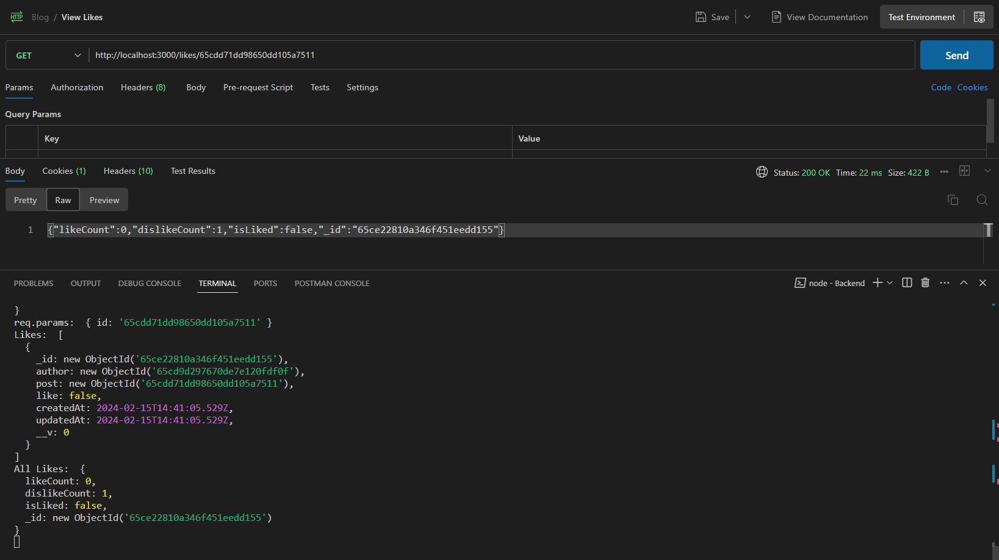 HTTP Blog / View Likes Save View Documentation Test Environment
GET http://localhost:3000/likes/65cdd71dd98650dd105a7511 Send
Params Authorization Headers (8) Body Pre-request Script Tests Settings Code Cookies
Query Params
Key Value
Body Cookies (1) Headers (10) Test Results Status: 200 OK Time: 22 ms Size: 422 B
Pretty Raw Preview
1 {"likeCount":0,"dislikeCount":1,"isLiked":false,"_id":"65ce22810a346f451eedd155"}
PROBLEMS OUTPUT DEBUG CONSOLE TERMINAL PORTS POSTMAN CONSOLE node - Backend
}
req.params:  { id: '65cdd71dd98650dd105a7511' }
Likes:  [
  {
    _id: new ObjectId('65ce22810a346f451eedd155'),
    author: new ObjectId('65cd9d297670de7e120fdf0f'),
    post: new ObjectId('65cdd71dd98650dd105a7511'),
    like: false,
    createdAt: 2024-02-15T14:41:05.529Z,
    updatedAt: 2024-02-15T14:41:05.529Z,
    __v: 0
  }
]
All Likes:  {
  likeCount: 0,
  dislikeCount: 1,
  isLiked: false,
  _id: new ObjectId('65ce22810a346f451eedd155')
}